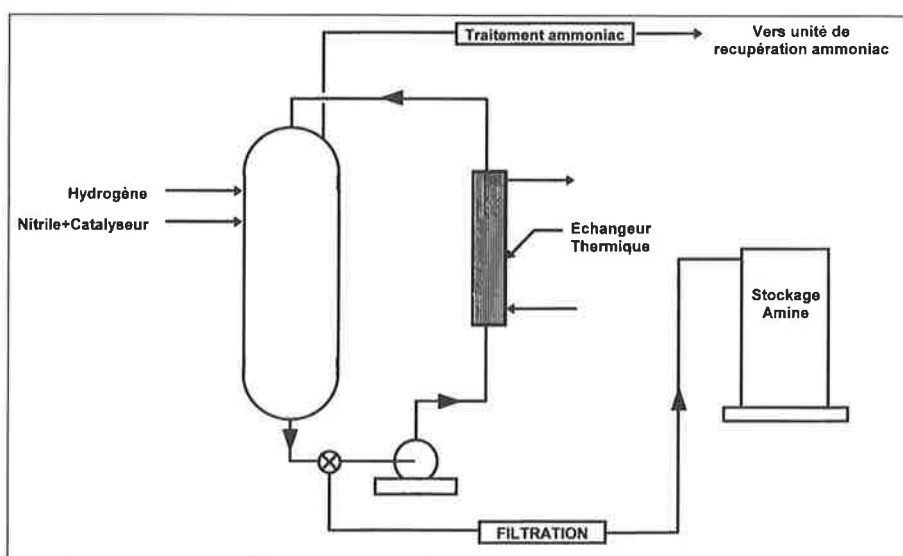 Traitement ammoniac
Vers unité de
recupération ammoniac
Hydrogène
Nitrile+Catalyseur
Echangeur
Thermique
Stockage
Amine
FILTRATION